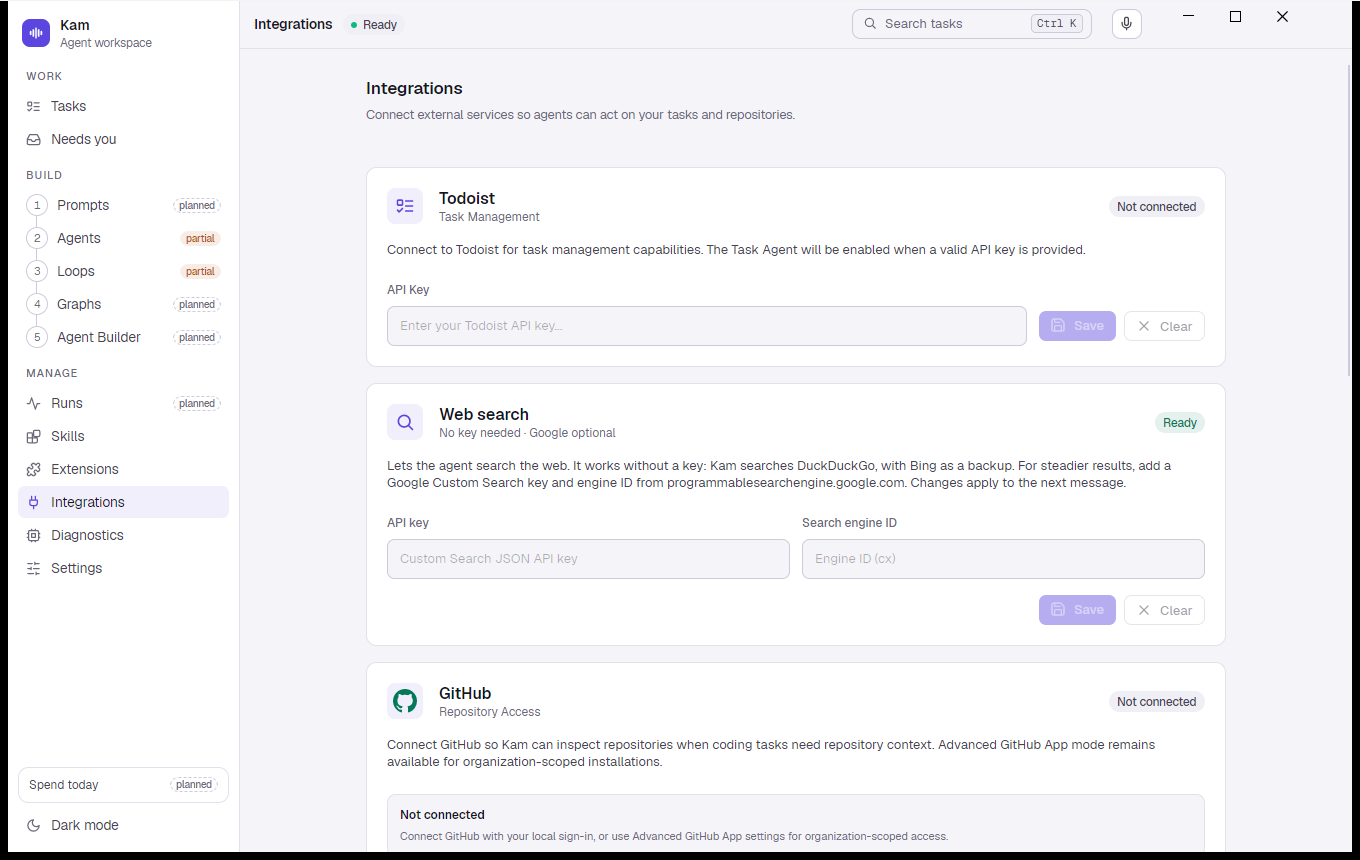 Kam
Agent workspace
WORK
Tasks
Needs you
BUILD
1 Prompts planned
2 Agents partial
3 Loops partial
4 Graphs planned
5 Agent Builder planned
MANAGE
Runs planned
Skills
Extensions
Integrations
Diagnostics
Settings
Spend today planned
Dark mode
Integrations Ready
Search tasks Ctrl K
Integrations
Connect external services so agents can act on your tasks and repositories.
Todoist
Task Management
Not connected
Connect to Todoist for task management capabilities. The Task Agent will be enabled when a valid API key is provided.
API Key
Enter your Todoist API key...
Save Clear
Web search
No key needed · Google optional
Ready
Lets the agent search the web. It works without a key: Kam searches DuckDuckGo, with Bing as a backup. For steadier results, add a
Google Custom Search key and engine ID from programmablesearchengine.google.com. Changes apply to the next message.
API key Search engine ID
Custom Search JSON API key Engine ID (cx)
Save Clear
GitHub
Repository Access
Not connected
Connect GitHub so Kam can inspect repositories when coding tasks need repository context. Advanced GitHub App mode remains
available for organization-scoped installations.
Not connected
Connect GitHub with your local sign-in, or use Advanced GitHub App settings for organization-scoped access.